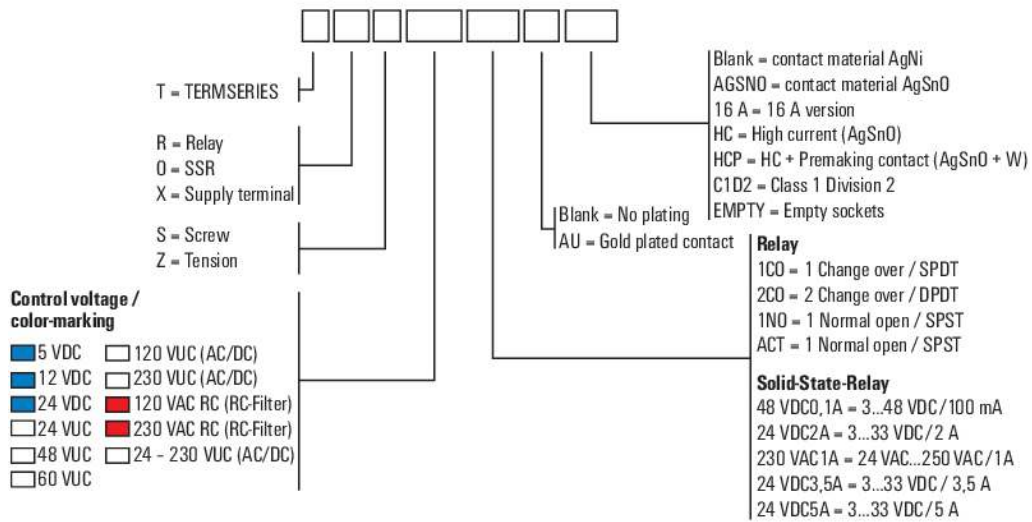 T = TERMSERIES
R = Relay
O = SSR
X = Supply terminal
S = Screw
Z = Tension
Control voltage /
color-marking
5 VDC 120 VUC (AC/DC)
12 VDC 230 VUC (AC/DC)
24 VDC 120 VAC RC (RC-Filter)
24 VUC 230 VAC RC (RC-Filter)
48 VUC 24 - 230 VUC (AC/DC)
60 VUC
Blank = contact material AgNi
AGSNO = contact material AgSnO
16 A = 16 A version
HC = High current (AgSnO)
HCP = HC + Premaking contact (AgSnO + W)
C1D2 = Class 1 Division 2
EMPTY = Empty sockets
Blank = No plating
AU = Gold plated contact
Relay
1CO = 1 Change over / SPDT
2CO = 2 Change over / DPDT
1NO = 1 Normal open / SPST
ACT = 1 Normal open / SPST
Solid-State-Relay
48 VDC0,1A = 3...48 VDC/100 mA
24 VDC2A = 3...33 VDC/2 A
230 VAC1A = 24 VAC...250 VAC/1A
24 VDC3,5A = 3...33 VDC / 3,5 A
24 VDC5A = 3...33 VDC/5 A